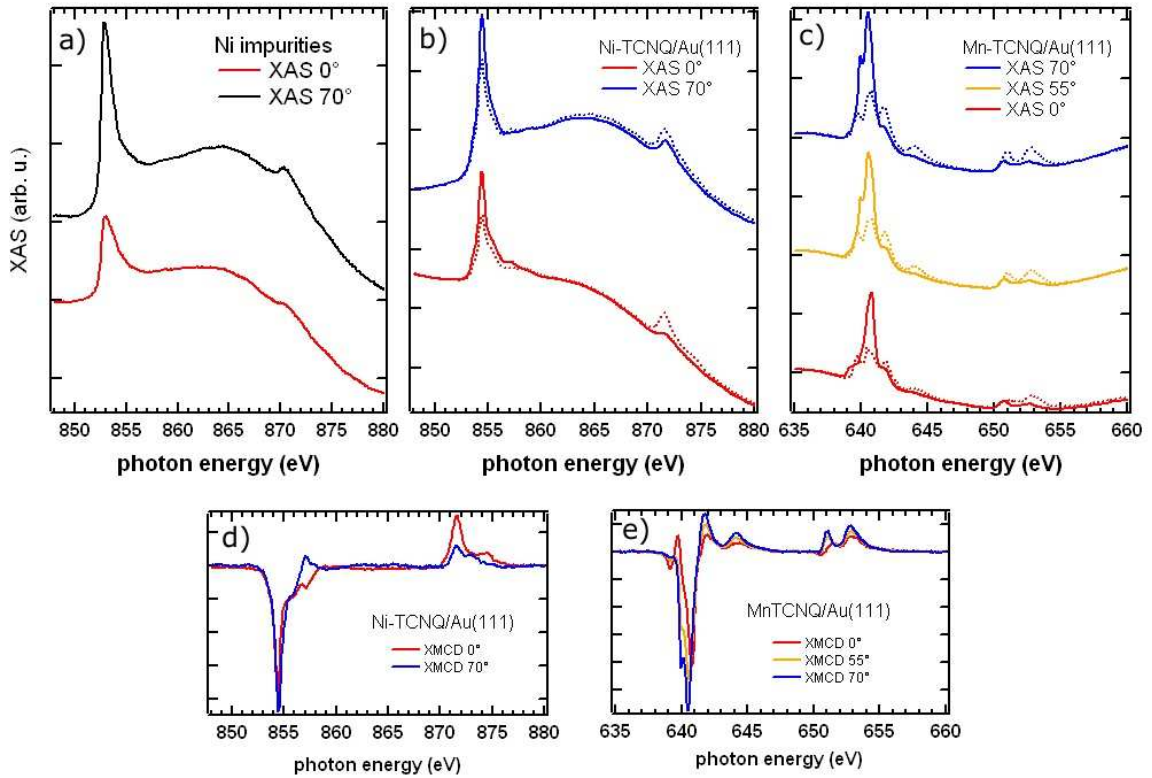 a)
Ni impurities
XAS 0°
XAS 70°
b)
Ni-TCNQ/Au(111)
XAS 0°
XAS 70°
c)
Mn-TCNQ/Au(111)
XAS 70°
XAS 55°
XAS 0°
XAS (arb. u.)
850 855 860 865 870 875 880
850 855 860 865 870 875 880
635 640 645 650 655 660
photon energy (eV)
photon energy (eV)
photon energy (eV)
d)
Ni-TCNQ/Au(111)
XMCD 0°
XMCD 70°
e)
MnTCNQ/Au(111)
XMCD 0°
XMCD 55°
XMCD 70°
850 855 860 865 870 875 880
635 640 645 650 655 660
photon energy (eV)
photon energy (eV)